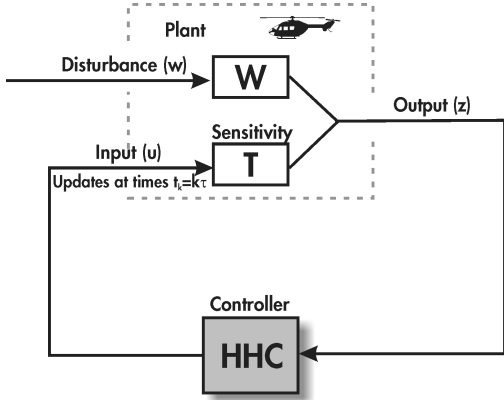 Plant
Disturbance (w)
W
Output (z)
Sensitivity
Input (u)
T
Updates at times tₖ=kτ
Controller
HHC